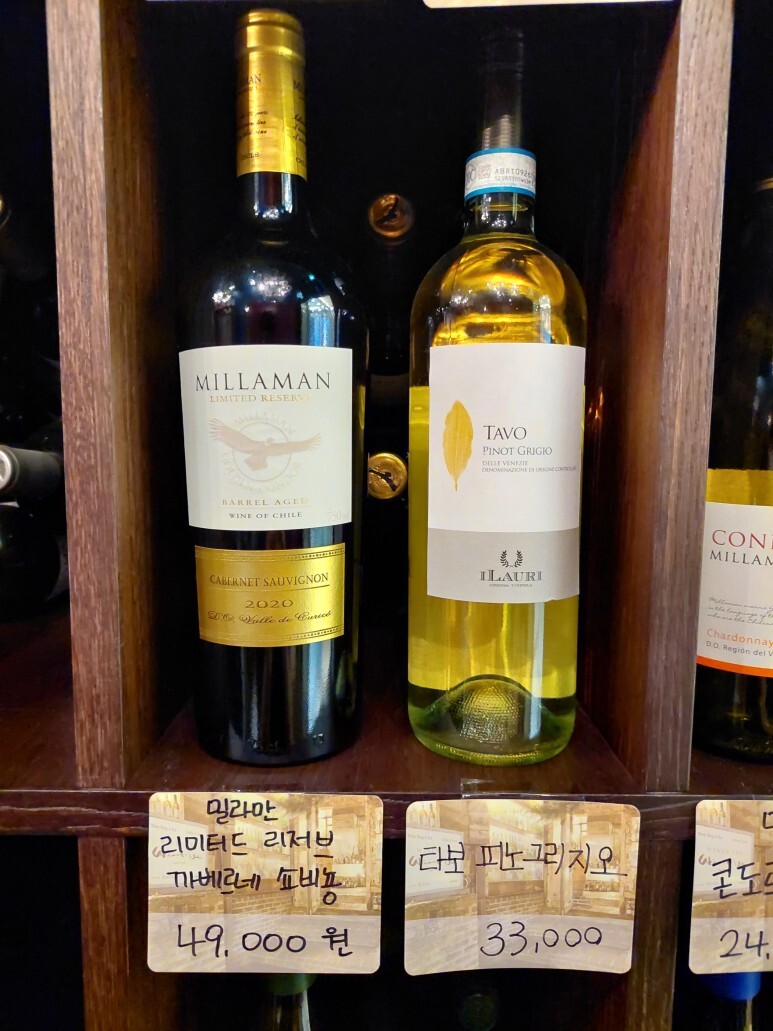 MILLAMAN
LIMITED RESERVE
MILLAMAN
BARREL AGED
WINE OF CHILE
CABERNET SAUVIGNON
2020
D.O. Valle de Curicó
TAVO
PINOT GRIGIO
DELLE VENEZIE
DENOMINAZIONE DI ORIGINE CONTROLLATA
iLAURI
Chardonnay
D.O. Región del V
CON
MILLAM
밀라만
리미터드 리저브
까베르네 쇼비뇽
49,000 원
타보 피노그리지오
33,000
콘도
24,